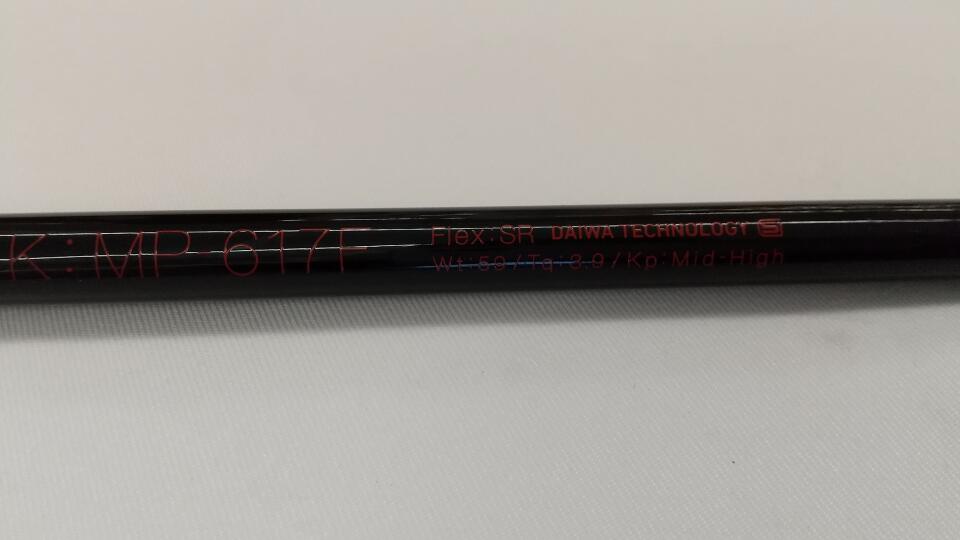 K:MP-617F
Flex:SR DAIWA TECHNOLOGY
Wt:59/Tq:3.9/Kp:Mid-High